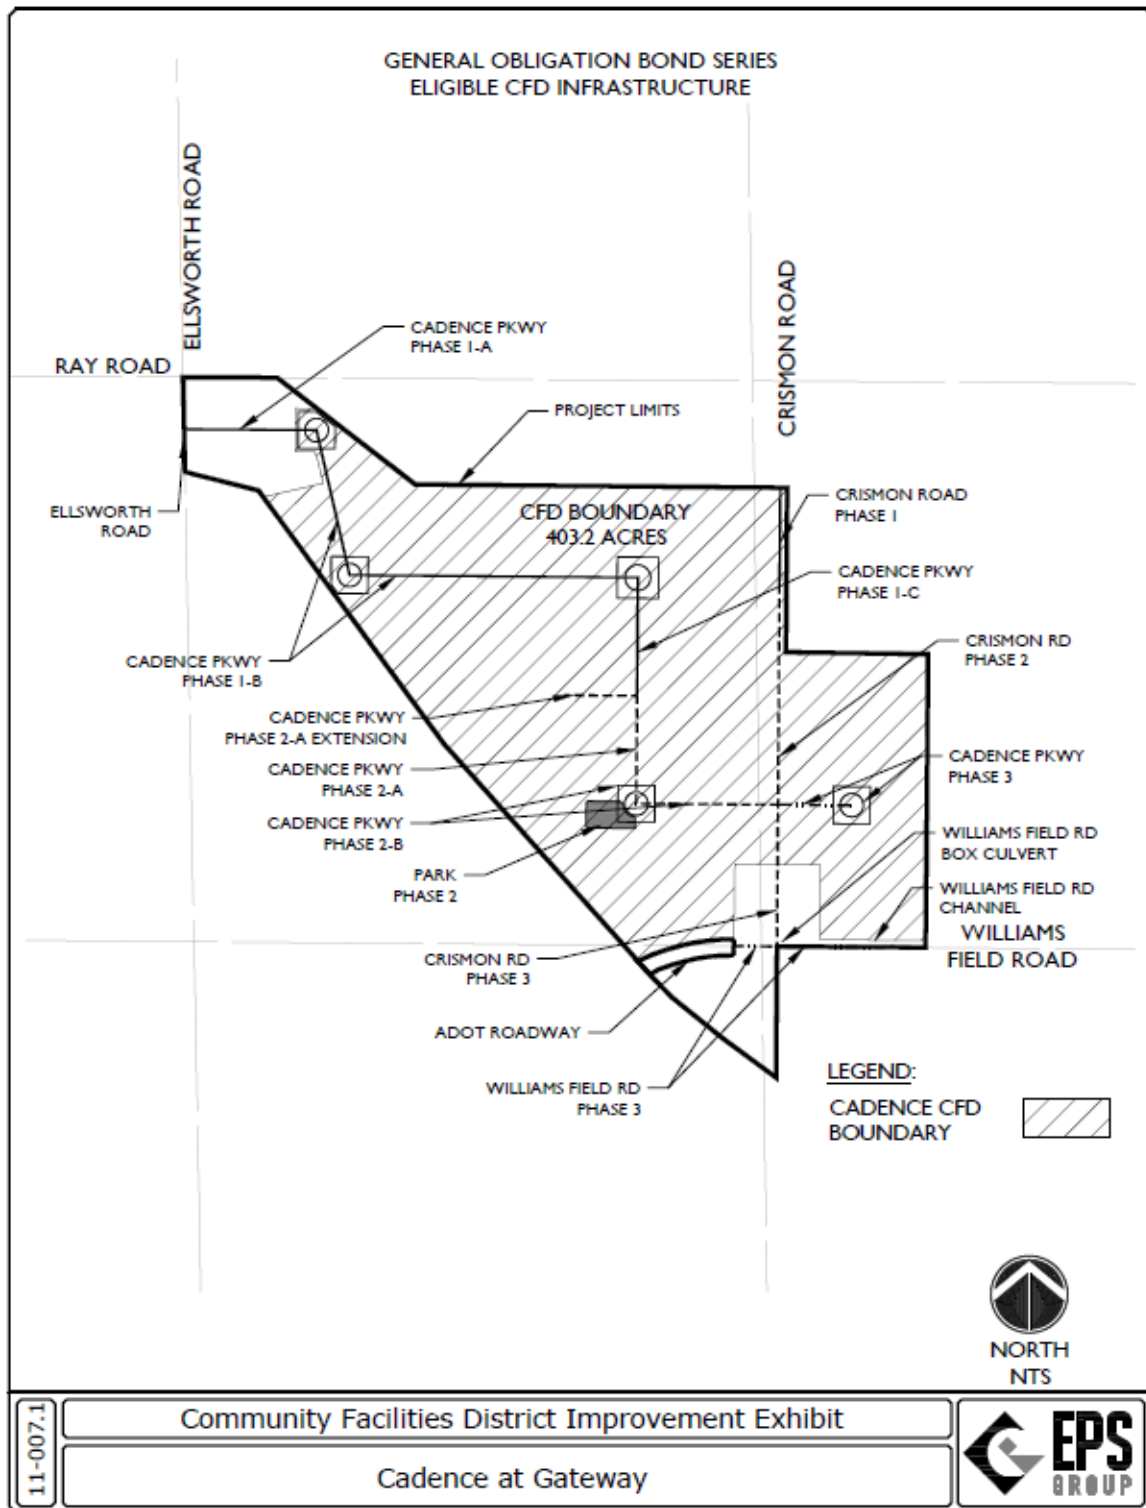 GENERAL OBLIGATION BOND SERIES
ELIGIBLE CFD INFRASTRUCTURE
ELLSWORTH ROAD
CRISMON ROAD
CADENCE PKWY
PHASE 1-A
RAY ROAD
PROJECT LIMITS
ELLSWORTH
ROAD
CFD BOUNDARY
403.2 ACRES
CRISMON ROAD
PHASE 1
CADENCE PKWY
PHASE 1-C
CRISMON RD
PHASE 2
CADENCE PKWY
PHASE 1-B
CADENCE PKWY
PHASE 2-A EXTENSION
CADENCE PKWY
PHASE 2-A
CADENCE PKWY
PHASE 3
CADENCE PKWY
PHASE 2-B
WILLIAMS FIELD RD
BOX CULVERT
PARK
PHASE 2
WILLIAMS FIELD RD
CHANNEL
WILLIAMS
FIELD ROAD
CRISMON RD
PHASE 3
ADOT ROADWAY
WILLIAMS FIELD RD
PHASE 3
LEGEND:
CADENCE CFD
BOUNDARY
NORTH
NTS
11-007.1
Community Facilities District Improvement Exhibit
Cadence at Gateway
EPS
GROUP